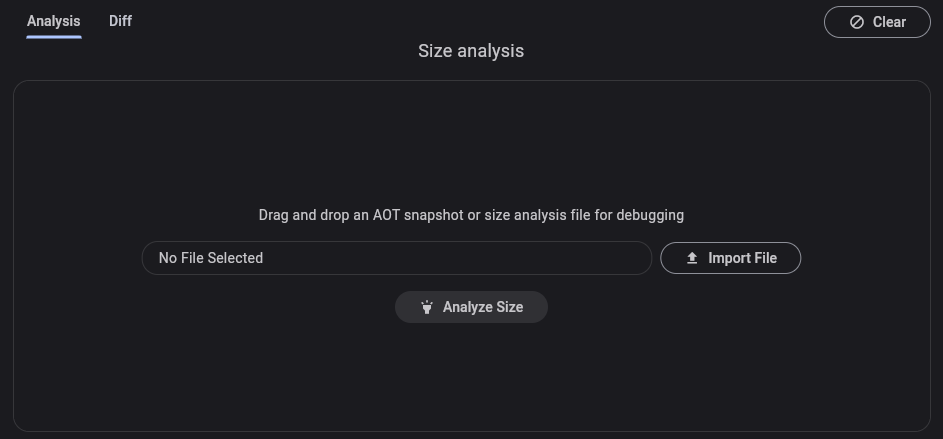 Analysis
Diff
Clear
Size analysis
Drag and drop an AOT snapshot or size analysis file for debugging
No File Selected
Import File
Analyze Size